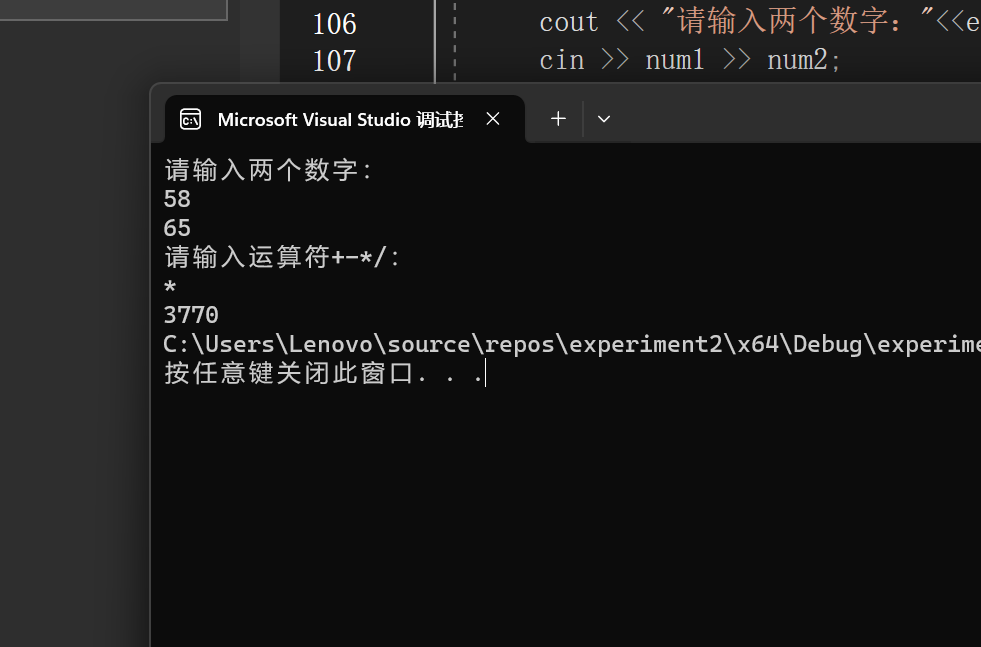 106 cout << "请输入两个数字："<<e
107 cin >> num1 >> num2;
Microsoft Visual Studio 调试
请输入两个数字：
58
65
请输入运算符+-*/：
*
3770
C:\Users\Lenovo\source\repos\experiment2\x64\Debug\experime
按任意键关闭此窗口. . .